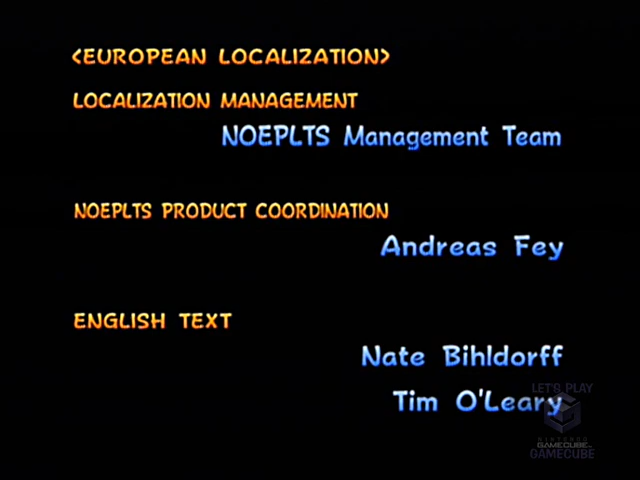 <EUROPEAN LOCALIZATION>
LOCALIZATION MANAGEMENT
NOEPLTS Management Team
NOEPLTS PRODUCT COORDINATION
Andreas Fey
ENGLISH TEXT
Nate Bihldorff
Tim O'Leary
LET'S PLAY
NINTENDO
GAMECUBE™
GAMECUBE